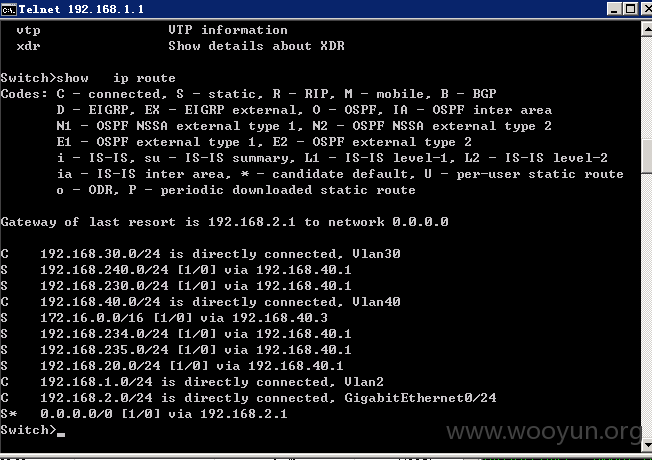 Telnet 192.168.1.1
vtp VTP information
xdr Show details about XDR
Switch>show ip route
Codes: C - connected, S - static, R - RIP, M - mobile, B - BGP
D - EIGRP, EX - EIGRP external, O - OSPF, IA - OSPF inter area
N1 - OSPF NSSA external type 1, N2 - OSPF NSSA external type 2
E1 - OSPF external type 1, E2 - OSPF external type 2
i - IS-IS, su - IS-IS summary, L1 - IS-IS level-1, L2 - IS-IS level-2
ia - IS-IS inter area, * - candidate default, U - per-user static route
o - ODR, P - periodic downloaded static route
Gateway of last resort is 192.168.2.1 to network 0.0.0.0
C 192.168.30.0/24 is directly connected, Vlan30
S 192.168.240.0/24 [1/0] via 192.168.40.1
S 192.168.230.0/24 [1/0] via 192.168.40.1
C 192.168.40.0/24 is directly connected, Vlan40
S 172.16.0.0/16 [1/0] via 192.168.40.3
S 192.168.234.0/24 [1/0] via 192.168.40.1
S 192.168.235.0/24 [1/0] via 192.168.40.1
S 192.168.20.0/24 [1/0] via 192.168.40.1
C 192.168.1.0/24 is directly connected, Vlan2
C 192.168.2.0/24 is directly connected, GigabitEthernet0/24
S* 0.0.0.0/0 [1/0] via 192.168.2.1
Switch>_
www.wooyun.org